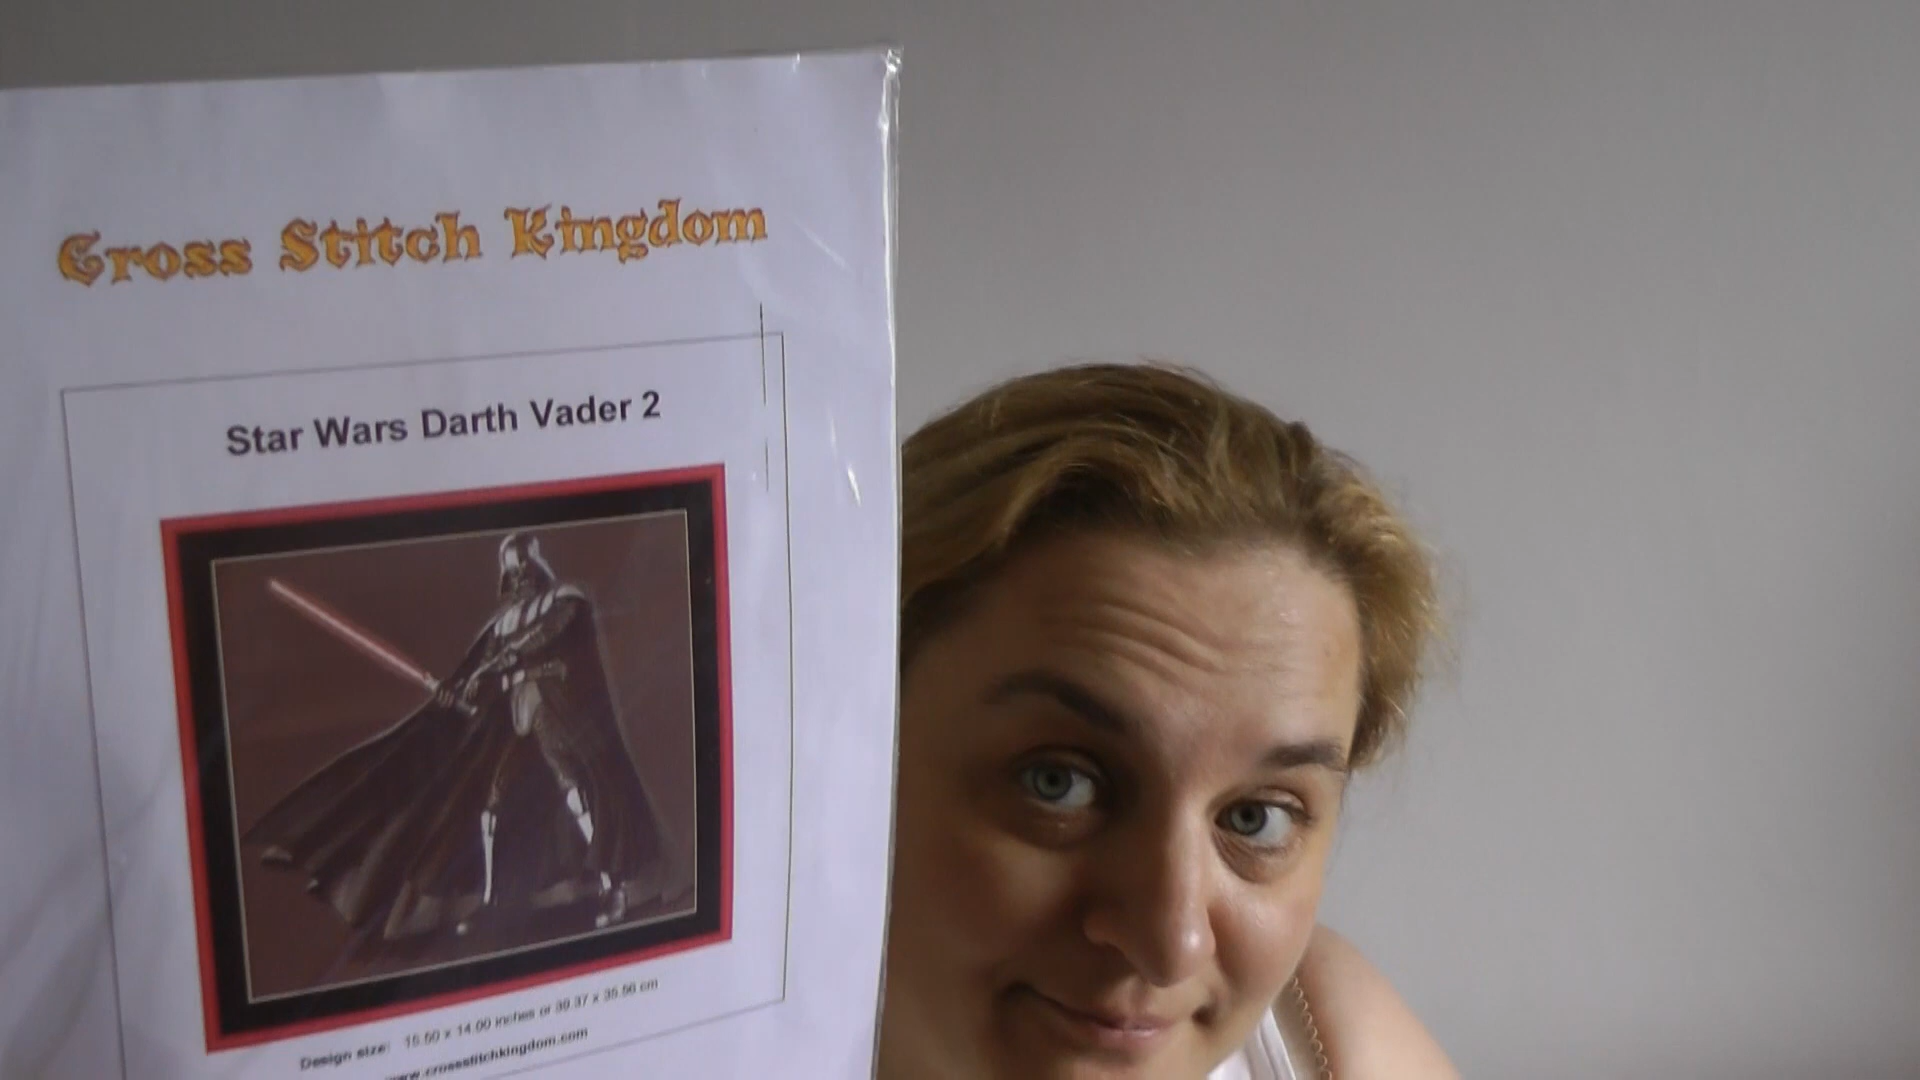 Cross Stitch Kingdom
Star Wars Darth Vader 2
Design size: 15.50 x 14.00 inches or 39.37 x 35.56 cm
www.crossstitchkingdom.com